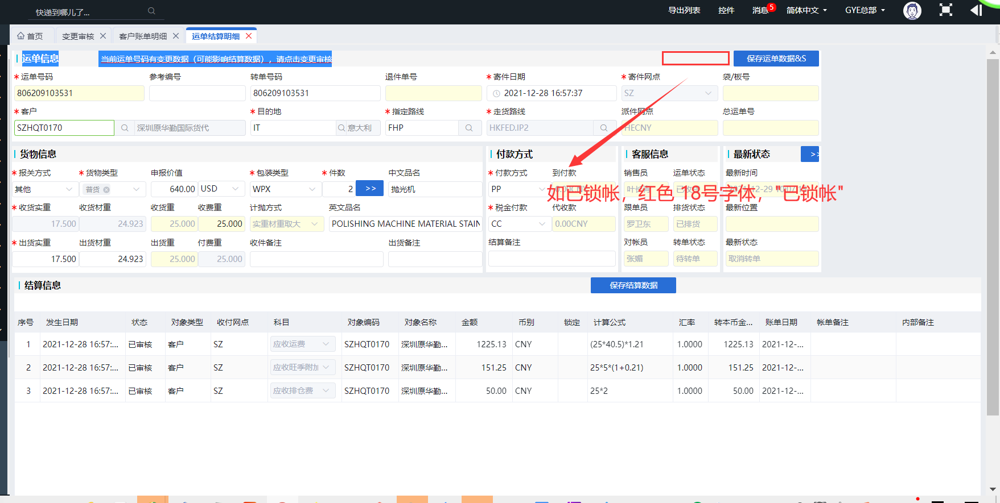 快递到哪儿了...
导出列表 控件 消息 5 简体中文 GYE总部
首页 变更审核 客户账单明细 运单结算明细
运单信息 当前运单号码有变更数据（可能影响结算数据），请点击变更审核 保存运单数据&S
*运单号码 参考编号 转单号码 退件单号 *寄件日期 *寄件网点 袋/板号
806209103531 806209103531 2021-12-28 16:57:37 SZ
*客户 *目的地 *指定路线 *走货路线 派件网点 总运单号
SZHQT0170 深圳原华勤国际货代 IT 意大利 FHP HKFED.IP2 HECNY
货物信息 付款方式 客服信息 最新状态 >>
*报关方式 *货物类型 申报价值 *包装类型 *件数 中文品名 *付款方式 到付款 销售员 运单状态 最新时间
其他 普货 640.00 USD WPX 2 >> 抛光机 PP
如已锁帐，红色 18号字体，"已锁帐"
*收货实重 收货材重 收货重 收费重 计抛方式 英文品名 *税金付款 代收款 跟单员 排货状态 最新位置
17.500 24.923 25.000 25.000 实重材重取大 POLISHING MACHINE MATERIAL STAIN CC 0.00CNY 罗卫东 已排货
*出货实重 出货材重 出货重 付费重 收件备注 出货备注 结算备注 对帐员 转单状态 最新状态
17.500 24.923 25.000 25.000 张媚 待转单 取消转单
结算信息 保存结算数据
序号 发生日期 状态 对象类型 收付网点 科目 对象编码 对象名称 金额 币别 锁定 计算公式 汇率 转本币金... 账单日期 帐单备注 内部备注
1 2021-12-28 16:57:... 已审核 客户 SZ 应收运费 SZHQT0170 深圳原华勤... 1225.13 CNY (25*40.5)*1.21 1.0000 1225.13 2021-12-...
2 2021-12-28 16:57:... 已审核 客户 SZ 应收旺季附加 SZHQT0170 深圳原华勤... 151.25 CNY 25*5*(1+0.21) 1.0000 151.25 2021-12-...
3 2021-12-28 16:57:... 已审核 客户 SZ 应收排仓费 SZHQT0170 深圳原华勤... 50.00 CNY 25*2 1.0000 50.00 2021-12-...